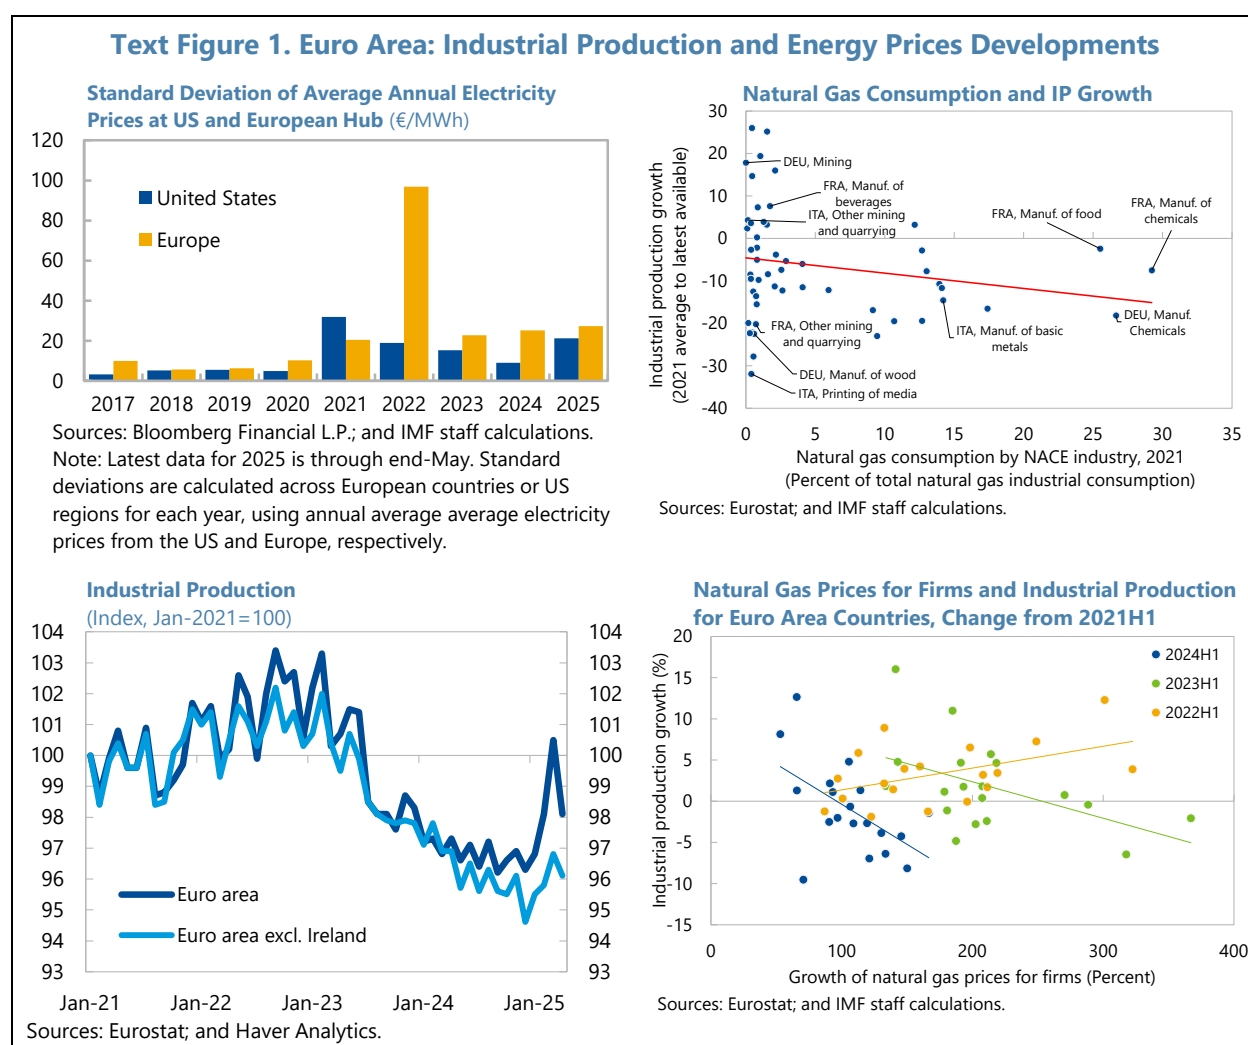 Text Figure 1. Euro Area: Industrial Production and Energy Prices Developments
Standard Deviation of Average Annual Electricity
Prices at US and European Hub (€/MWh)
120
100
80
60
40
20
0
United States
Europe
2017 2018 2019 2020 2021 2022 2023 2024 2025
Sources: Bloomberg Financial L.P.; and IMF staff calculations.
Note: Latest data for 2025 is through end-May. Standard
deviations are calculated across European countries or US
regions for each year, using annual average average electricity
prices from the US and Europe, respectively.
Natural Gas Consumption and IP Growth
Industrial production growth
(2021 average to latest available)
30
20
10
0
-10
-20
-30
-40
DEU, Mining
FRA, Manuf. of
beverages
ITA, Other mining
and quarrying
FRA, Manuf. of food
FRA, Manuf. of
chemicals
FRA, Other mining
and quarrying
ITA, Manuf. of basic
metals
DEU, Manuf.
Chemicals
DEU, Manuf. of wood
ITA, Printing of media
0 5 10 15 20 25 30 35
Natural gas consumption by NACE industry, 2021
(Percent of total natural gas industrial consumption)
Sources: Eurostat; and IMF staff calculations.
Industrial Production
(Index, Jan-2021=100)
104 104
103 103
102 102
101 101
100 100
99 99
98 98
97 97
96 96
95 95
94 94
93 93
Euro area
Euro area excl. Ireland
Jan-21 Jan-22 Jan-23 Jan-24 Jan-25
Sources: Eurostat; and Haver Analytics.
Natural Gas Prices for Firms and Industrial Production
for Euro Area Countries, Change from 2021H1
Industrial production growth (%)
20
15
10
5
0
-5
-10
-15
2024H1
2023H1
2022H1
0 100 200 300 400
Growth of natural gas prices for firms (Percent)
Sources: Eurostat; and IMF staff calculations.